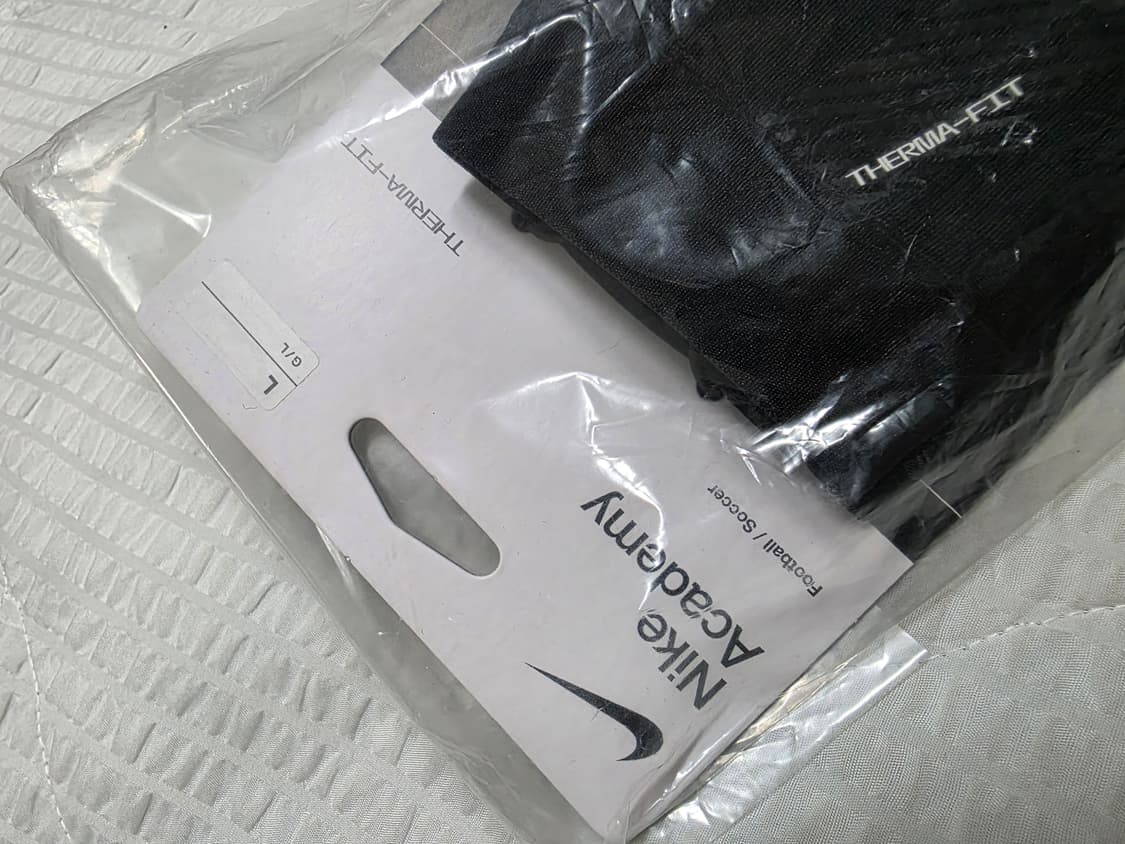 Nike
Academy
Football / Soccer
THERMA-FIT
L
G/L
THERMA-FIT